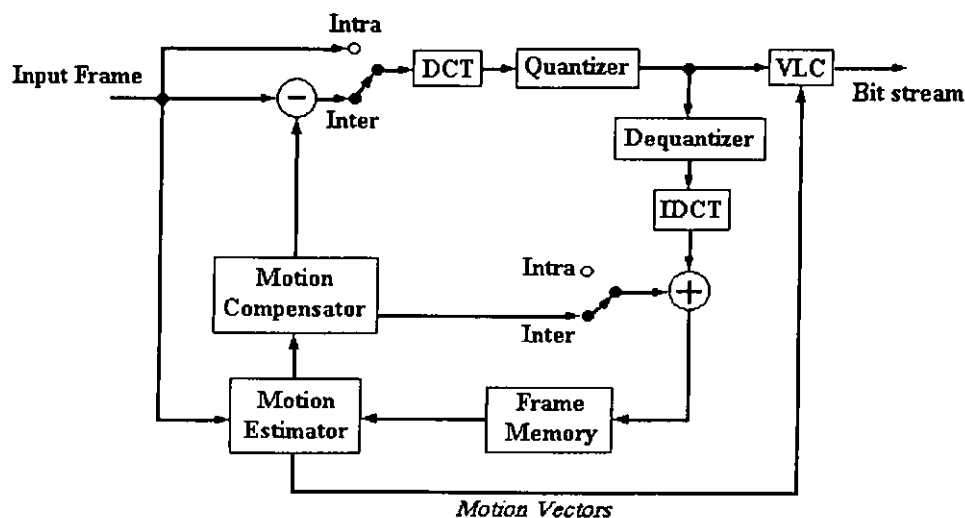 Intra
Input Frame
Inter
DCT
Quantizer
VLC
Bit stream
Dequantizer
IDCT
Motion
Compensator
Intra
Inter
Motion
Estimator
Frame
Memory
Motion Vectors